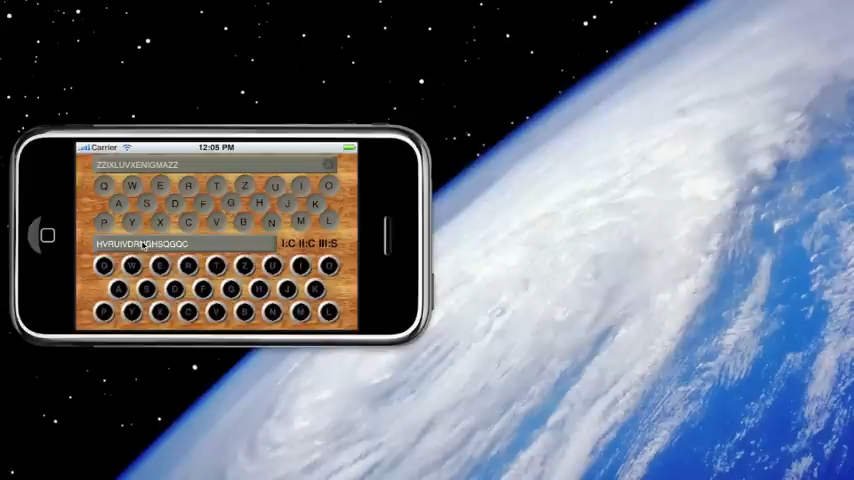 Carrier 12:05 PM
ZZIXLUVXENIGMAZZ
Q W E R T Z U I O
A S D F G H J K
P Y X C V B N M L
I:C II:C III:S
Q W E R T Z U I O
A S D F G H J K
P Y X C V B N M L